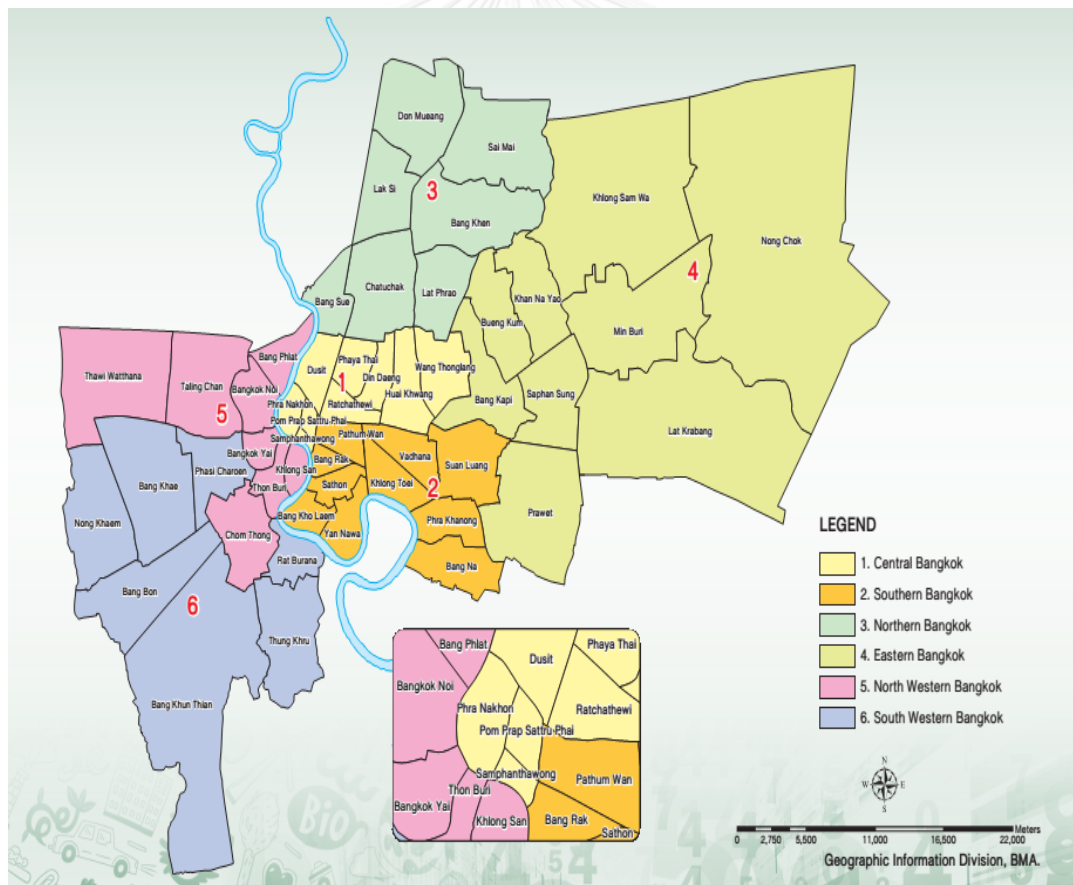 Don Mueang
Sai Mai
Lak Si
3
Bang Khen
Khlong Sam Wa
Nong Chok
4
Chatuchak
Lat Phrao
Bang Sue
Khan Na Yao
Bueng Kum
Min Buri
Bang Phlat
Dusit
Phaya Thai
Din Daeng
Wang Thonglang
Huai Khwang
1
Ratchathewi
Thawi Watthana
Taling Chan
Bangkok Noi
5
Phra Nakhon
Pom Prap Sattru Phai
Samphanthawong
Bang Kapi
Saphan Sung
Lat Krabang
Pathum Wan
Vadhana
Suan Luang
Bangkok Yai
Khlong San
Bang Rak
Khlong Toei
2
Phasi Charoen
Bang Khae
Thon Buri
Sathon
Nong Khaem
Chom Thong
Bang Kho Laem
Yan Nawa
Phra Khanong
Prawet
Rat Burana
Bang Na
Bang Bon
6
Thung Khru
Bang Khun Thian
LEGEND
1. Central Bangkok
2. Southern Bangkok
3. Northern Bangkok
4. Eastern Bangkok
5. North Western Bangkok
6. South Western Bangkok
Bang Phlat
Dusit
Phaya Thai
Bangkok Noi
Phra Nakhon
Ratchathewi
Pom Prap Sattru Phai
Samphanthawong
Pathum Wan
Thon Buri
Bangkok Yai
Khlong San
Bang Rak
Sathon
N
W E
S
Meters
0 2,750 5,500 11,000 16,500 22,000
Geographic Information Division, BMA.